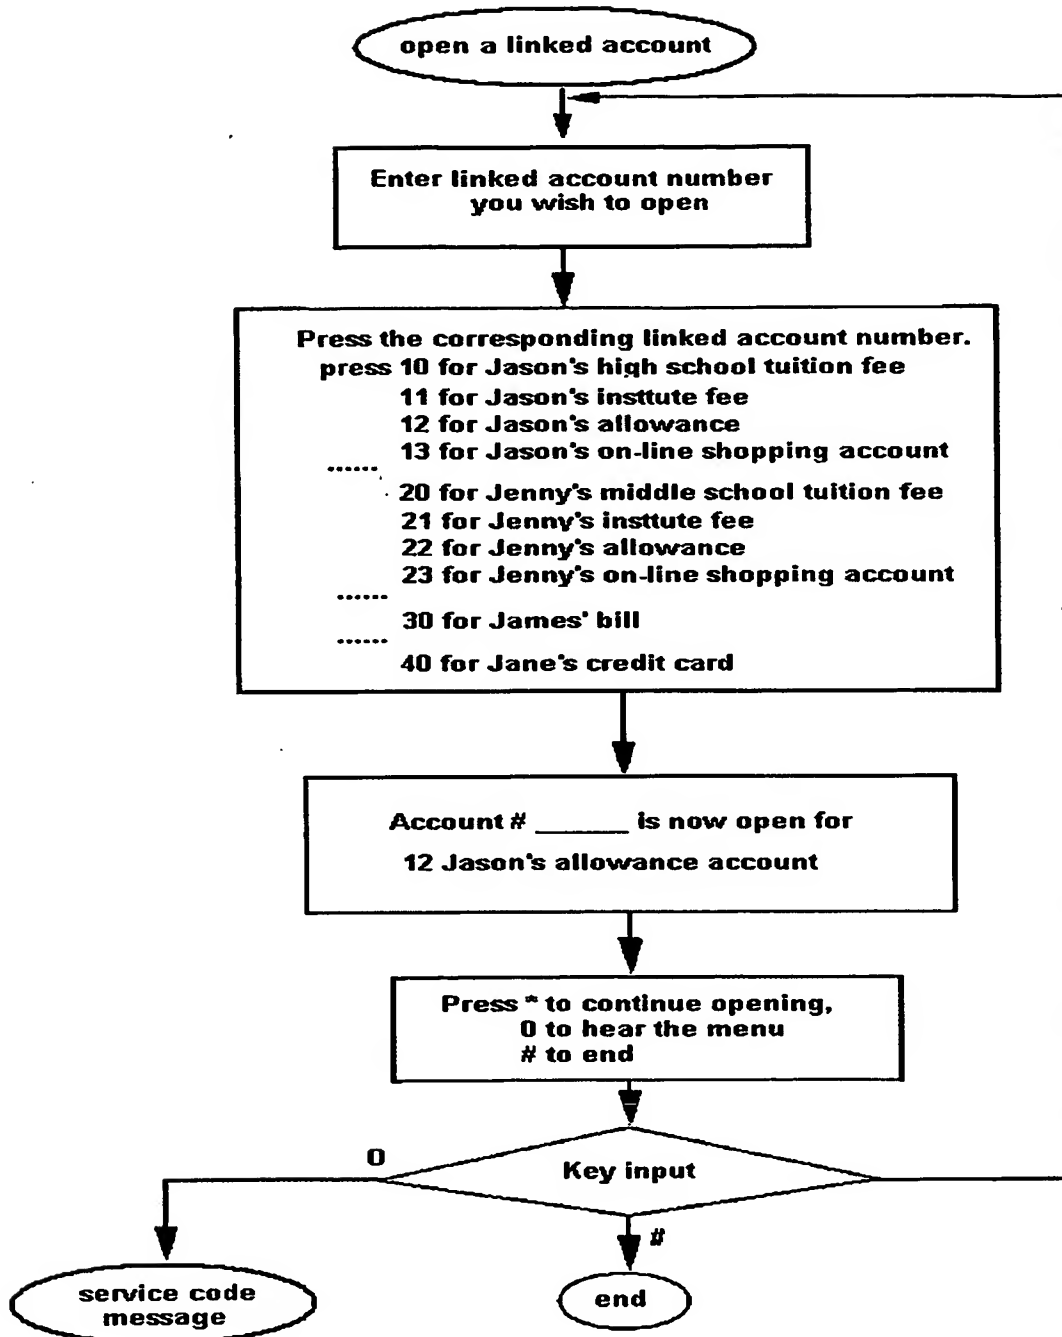 open a linked account
Enter linked account number
you wish to open
Press the corresponding linked account number.
press 10 for Jason's high school tuition fee
11 for Jason's insttute fee
12 for Jason's allowance
13 for Jason's on-line shopping account
......
20 for Jenny's middle school tuition fee
21 for Jenny's insttute fee
22 for Jenny's allowance
23 for Jenny's on-line shopping account
......
30 for James' bill
......
40 for Jane's credit card
Account # ______ is now open for
12 Jason's allowance account
Press * to continue opening,
0 to hear the menu
# to end
0
Key input
#
service code
message
end